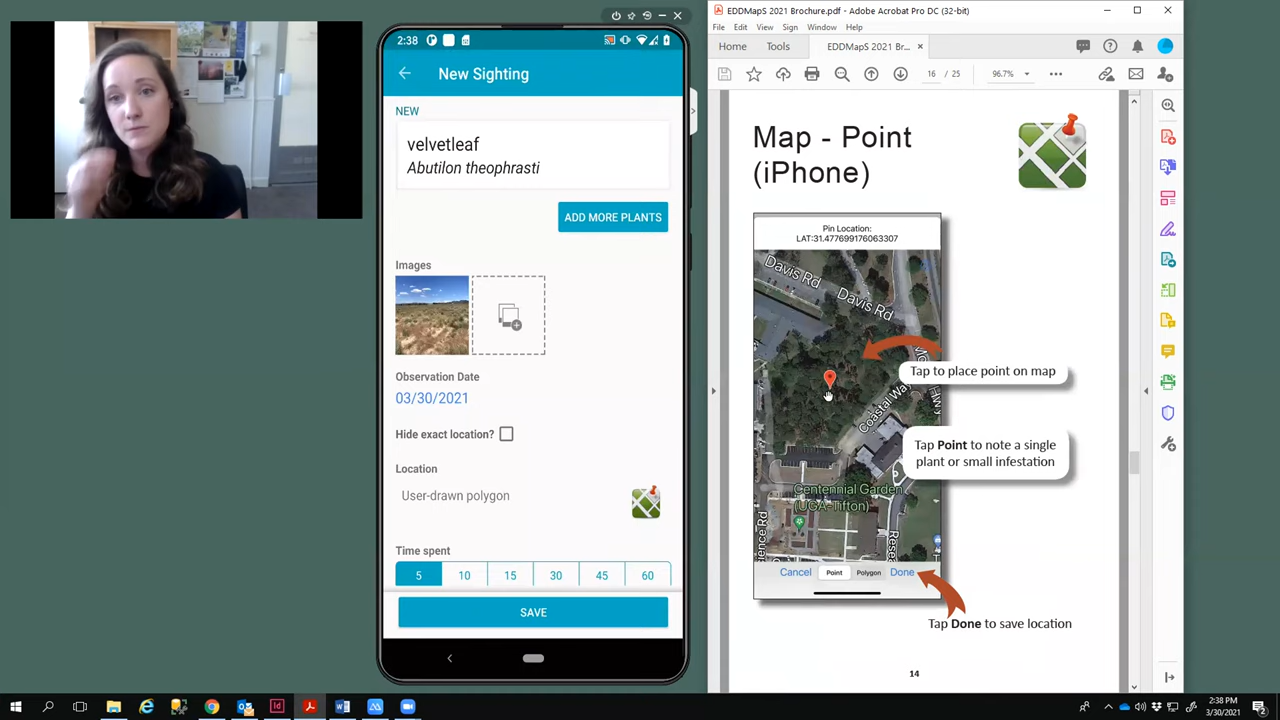 2:38
New Sighting
NEW
velvetleaf
Abutilon theophrasti
ADD MORE PLANTS
Images
Observation Date
03/30/2021
Hide exact location?
Location
User-drawn polygon
Time spent
5 10 15 30 45 60
SAVE
EDDMapS 2021 Brochure.pdf - Adobe Acrobat Pro DC (32-bit)
File Edit View Sign Window Help
Home Tools EDDMapS 2021 Br...
16 / 25 96.7%
Map - Point
(iPhone)
Pin Location:
LAT:31.477699176063307
Davis Rd
Davis Rd
Tap to place point on map
Coastal Way
Hwy
Tap Point to note a single
plant or small infestation
Centennial Garden
(UGA-Tifton)
Cancel Point Polygon Done
Tap Done to save location
14
2:38 PM
3/30/2021